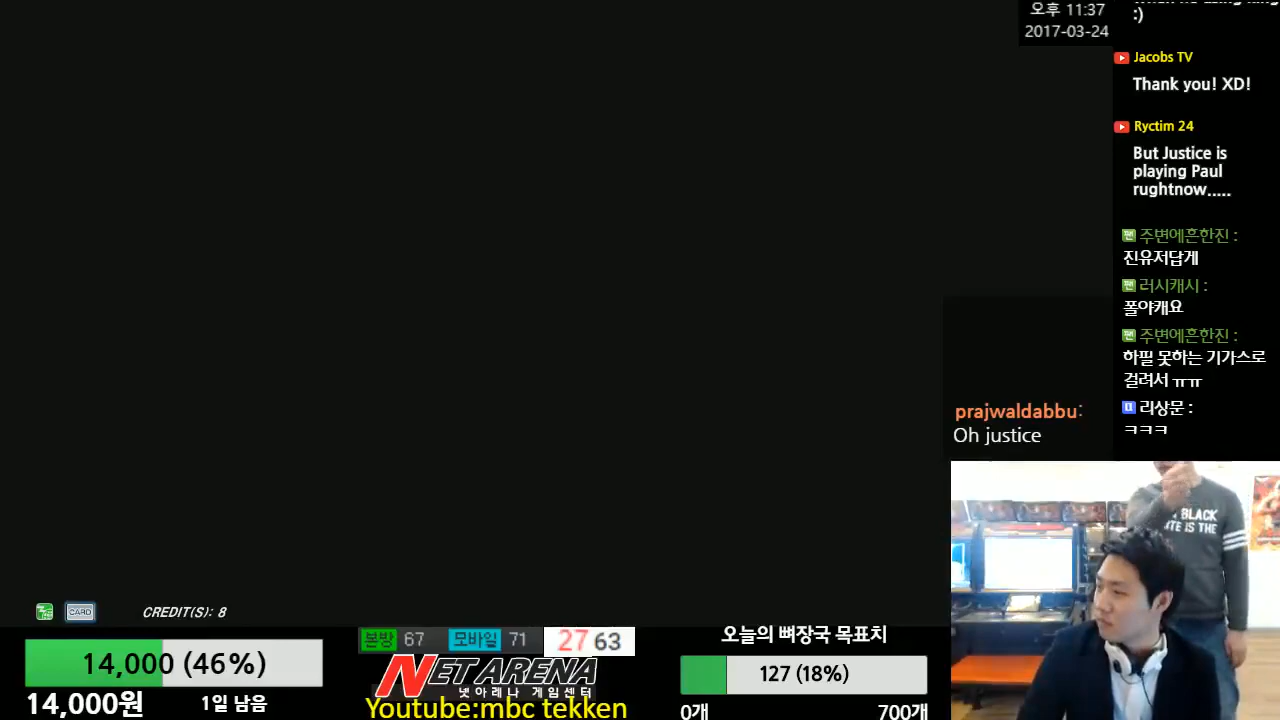 오후 11:37
2017-03-24
:)
Jacobs TV
Thank you! XD!
Ryctim 24
But Justice is
playing Paul
rughtnow.....
주변에흔한진 :
진유저답게
러시캐시 :
폴야캐요
주변에흔한진 :
하필 못하는 기가스로
걸려서 ㅠㅠ
리상문 :
ㅋㅋㅋ
prajwaldabbu:
Oh justice
BLACK
ITE IS THE
CARD
CREDIT(S): 8
14,000 (46%)
14,000원
1일 남음
본방 67
모바일 71
27 63
NET ARENA
넷아레나 게임센터
Youtube:mbc tekken
오늘의 뼈장국 목표치
127 (18%)
0개
700개